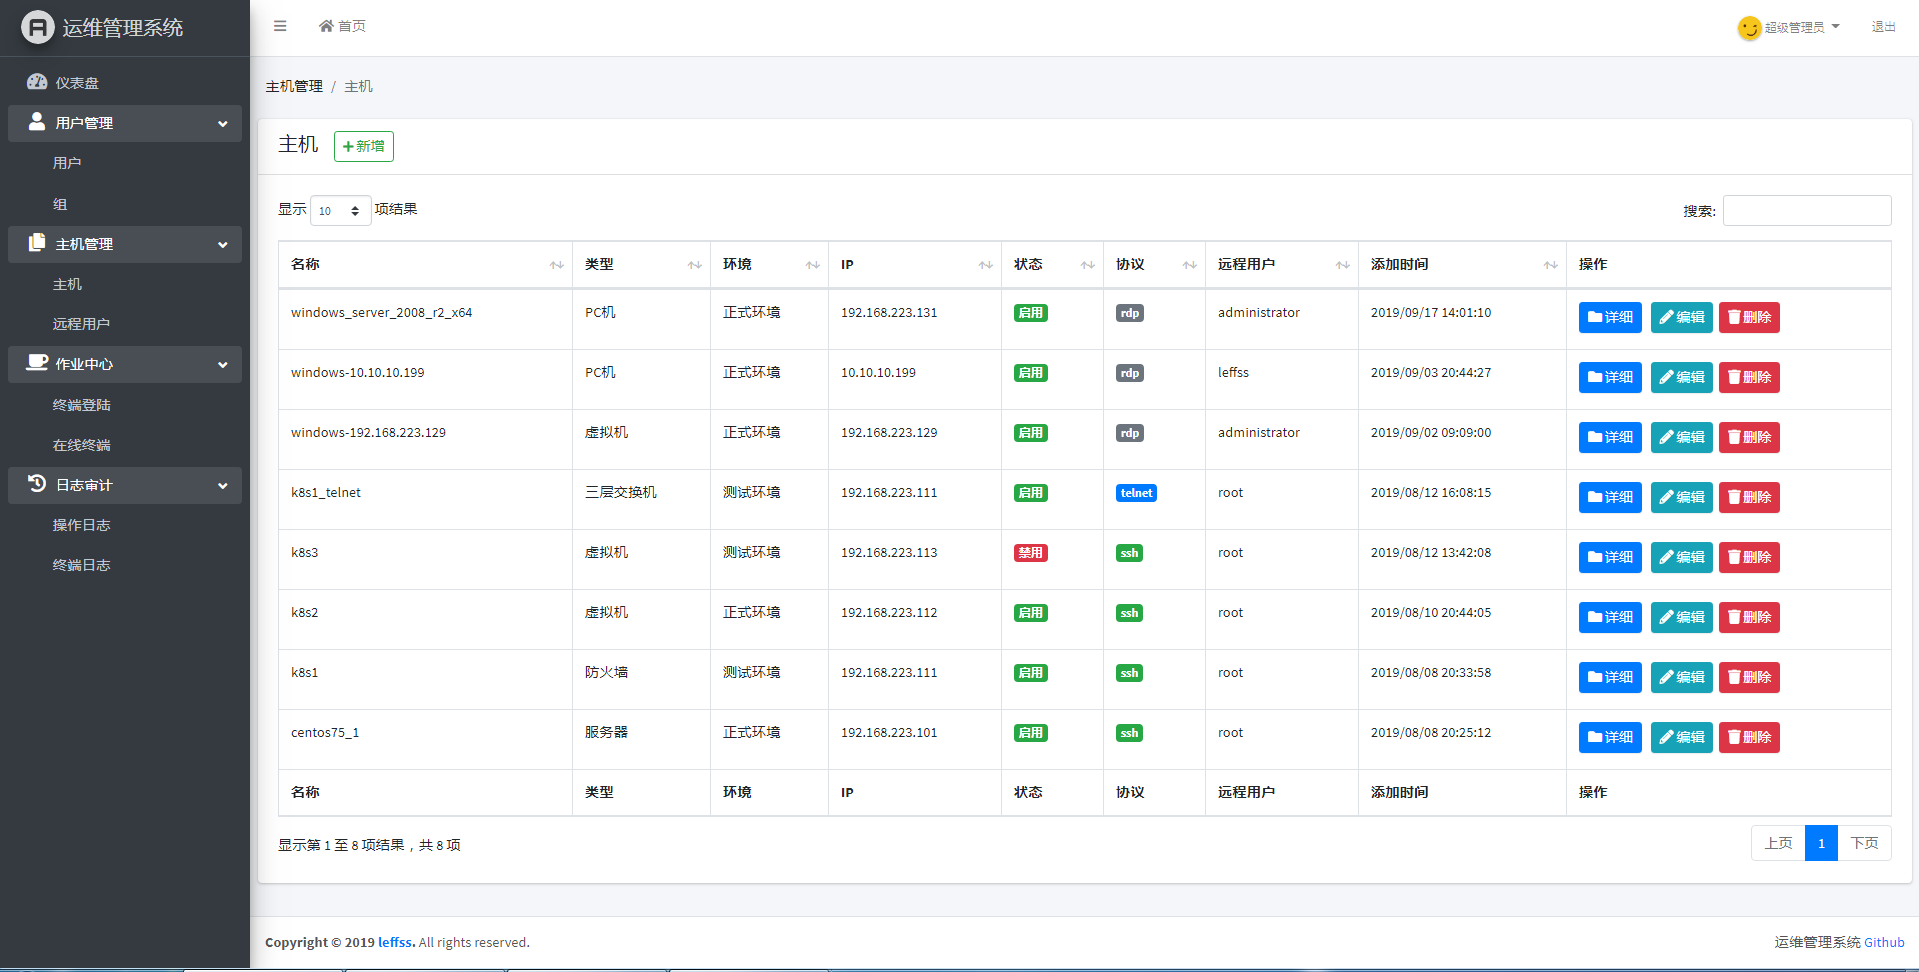 运维管理系统
首页
超级管理员
退出
仪表盘
用户管理
用户
组
主机管理
主机
远程用户
作业中心
终端登陆
在线终端
日志审计
操作日志
终端日志
主机管理 / 主机
主机 新增
显示 10 项结果
搜索:
名称 类型 环境 IP 状态 协议 远程用户 添加时间 操作
windows_server_2008_r2_x64 PC机 正式环境 192.168.223.131 启用 rdp administrator 2019/09/17 14:01:10 详细 编辑 删除
windows-10.10.10.199 PC机 正式环境 10.10.10.199 启用 rdp leffss 2019/09/03 20:44:27 详细 编辑 删除
windows-192.168.223.129 虚拟机 正式环境 192.168.223.129 启用 rdp administrator 2019/09/02 09:09:00 详细 编辑 删除
k8s1_telnet 三层交换机 测试环境 192.168.223.111 启用 telnet root 2019/08/12 16:08:15 详细 编辑 删除
k8s3 虚拟机 测试环境 192.168.223.113 禁用 ssh root 2019/08/12 13:42:08 详细 编辑 删除
k8s2 虚拟机 正式环境 192.168.223.112 启用 ssh root 2019/08/10 20:44:05 详细 编辑 删除
k8s1 防火墙 测试环境 192.168.223.111 启用 ssh root 2019/08/08 20:33:58 详细 编辑 删除
centos75_1 服务器 正式环境 192.168.223.101 启用 ssh root 2019/08/08 20:25:12 详细 编辑 删除
名称 类型 环境 IP 状态 协议 远程用户 添加时间 操作
显示第 1 至 8 项结果，共 8 项
上页 1 下页
Copyright © 2019 leffss. All rights reserved.
运维管理系统 Github